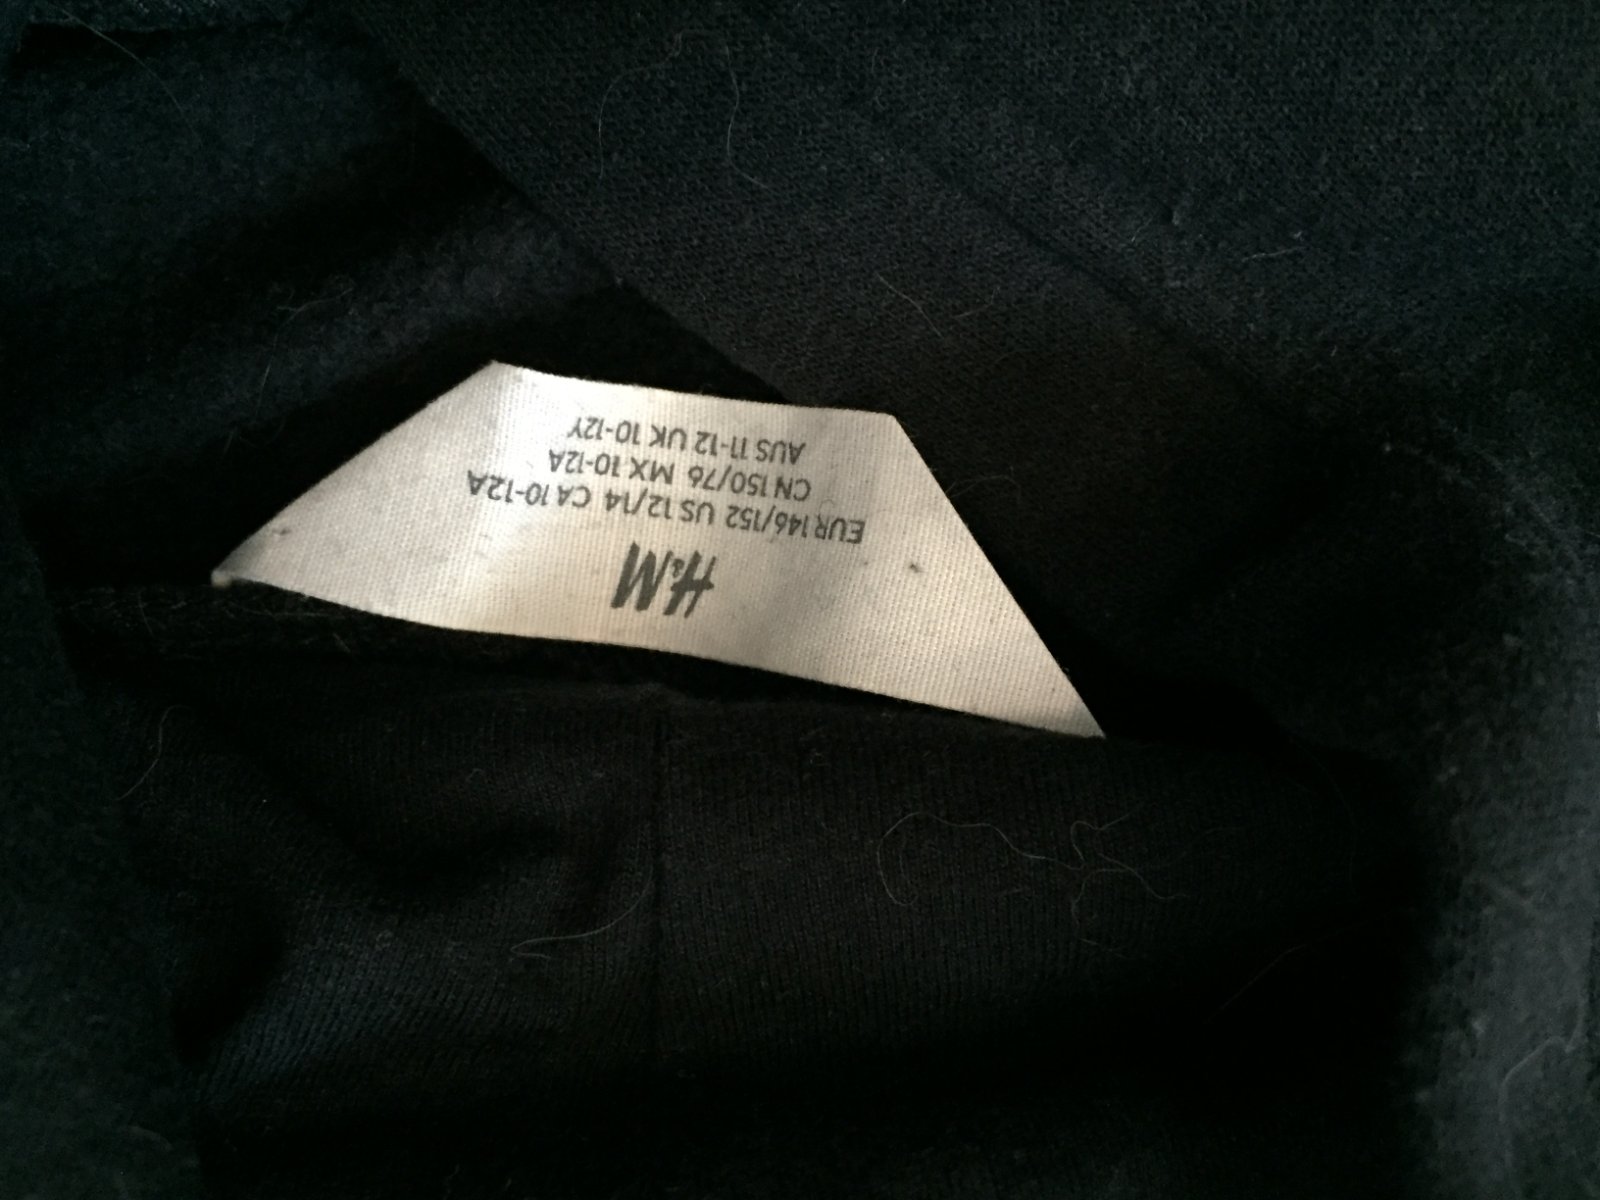 H&M
EUR 146/152 US 12/14 CA 10-12A
CN 150/76 MX 10-12A
AUS 11-12 UK 10-12Y